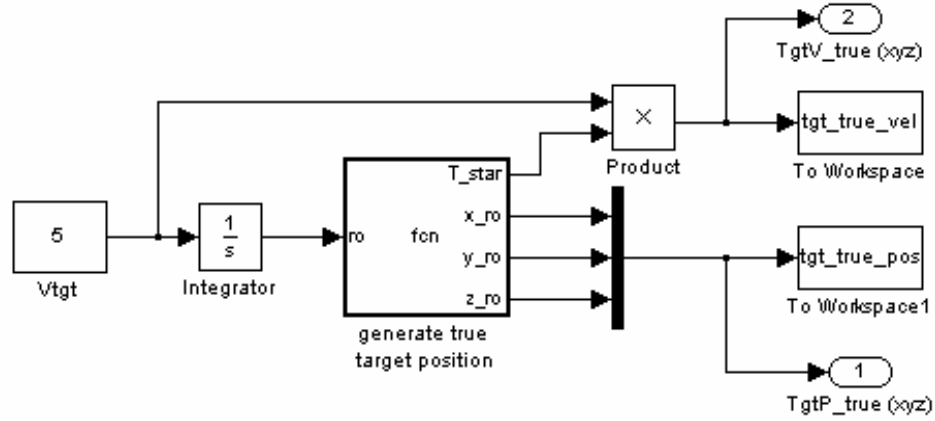 2
TgtV_true (xyz)
×
Product
tgt_true_vel
To Workspace
5
Vtgt
1
s
Integrator
ro
fcn
T_star
x_ro
y_ro
z_ro
generate true
target position
tgt_true_pos
To Workspace1
1
TgtP_true (xyz)